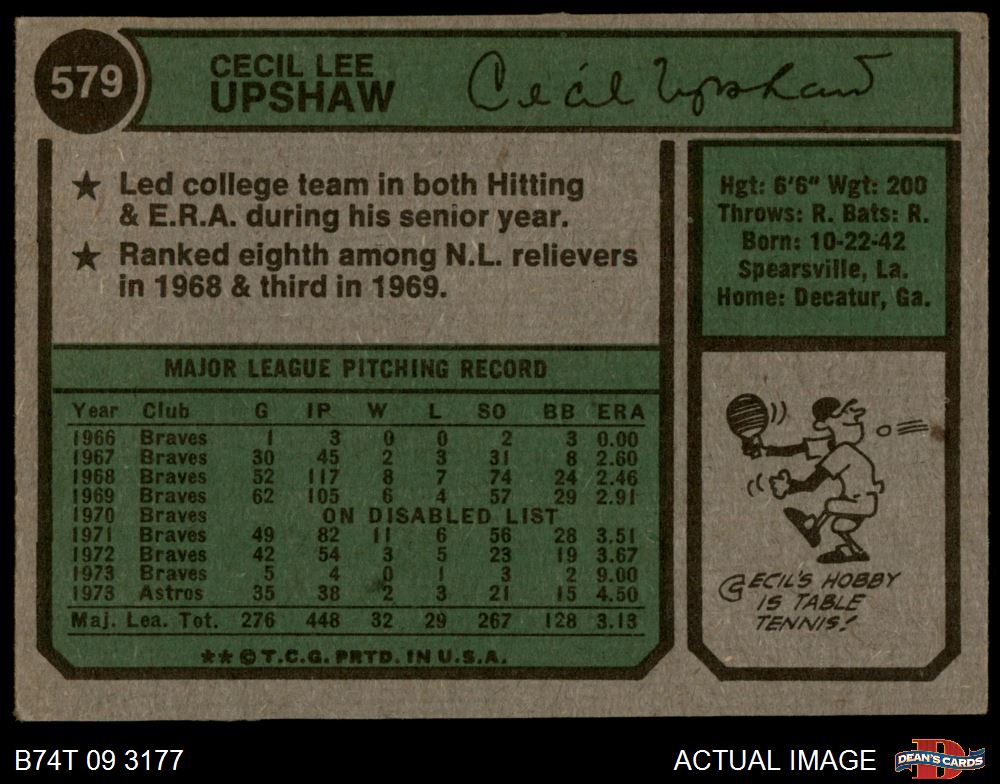 579
CECIL LEE
UPSHAW
Cecil Upshaw
★ Led college team in both Hitting
& E.R.A. during his senior year.
★ Ranked eighth among N.L. relievers
in 1968 & third in 1969.
Hgt: 6'6" Wgt: 200
Throws: R. Bats: R.
Born: 10-22-42
Spearsville, La.
Home: Decatur, Ga.
MAJOR LEAGUE PITCHING RECORD
Year Club G IP W L SO BB ERA
1966 Braves 1 3 0 0 2 3 0.00
1967 Braves 30 45 2 3 31 8 2.60
1968 Braves 52 117 8 7 74 24 2.46
1969 Braves 62 105 6 4 57 29 2.91
1970 Braves ON DISABLED LIST
1971 Braves 49 82 11 6 56 28 3.51
1972 Braves 42 54 3 5 23 19 3.67
1973 Braves 5 4 0 1 3 2 9.00
1973 Astros 35 38 2 3 21 15 4.50
Maj. Lea. Tot. 276 448 32 29 267 128 3.13
★★ © T.C.G. PRTD. IN U.S.A.
CECIL'S HOBBY
IS TABLE
TENNIS!
B74T 09 3177
ACTUAL IMAGE
D
DEAN'S CARDS